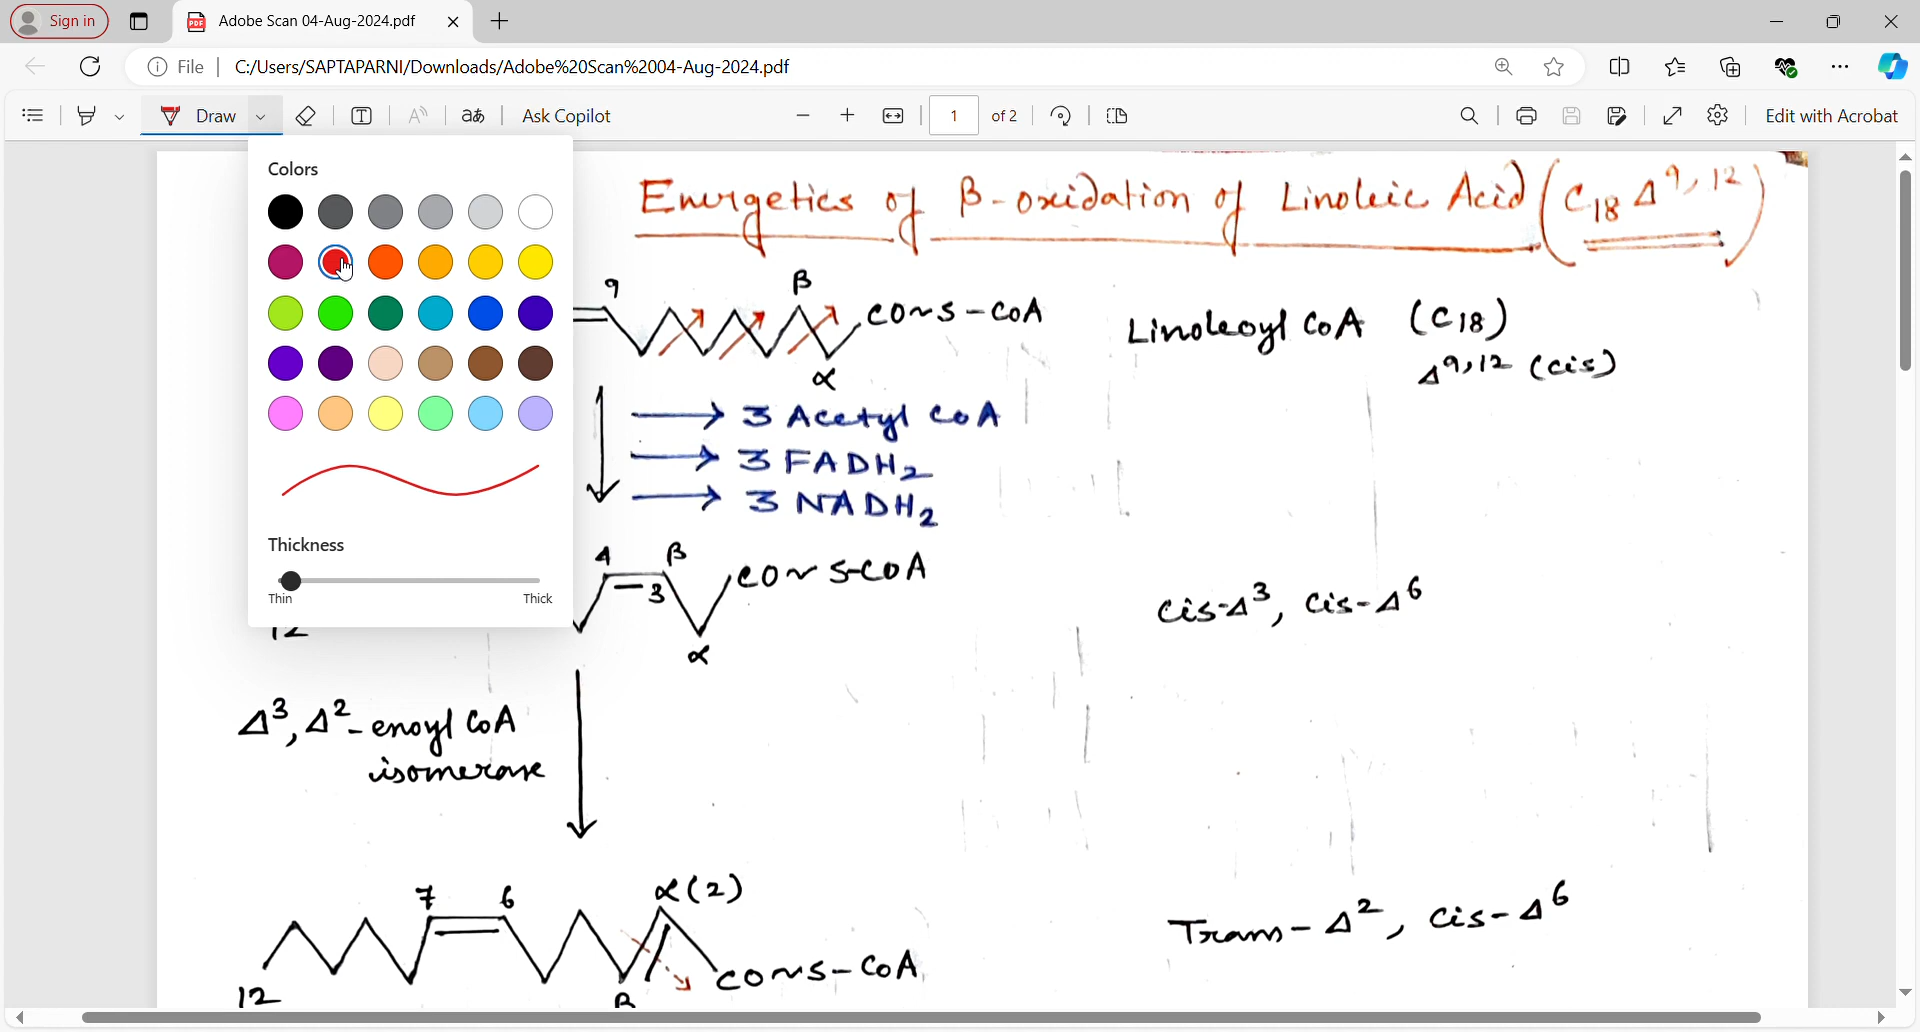 Sign in
Adobe Scan 04-Aug-2024.pdf
File
C:/Users/SAPTAPARNI/Downloads/Adobe%20Scan%2004-Aug-2024.pdf
Draw
Ask Copilot
1 of 2
Edit with Acrobat
Colors
Thickness
Thin Thick
Energetics of β-oxidation of Linoleic Acid (C18 Δ9,12)
9 β
CO~S-CoA
α
Linoleoyl CoA (C18)
Δ9,12 (cis)
3 Acetyl CoA
3 FADH2
3 NADH2
4 β
3
CO~S-CoA
α
12
Cis-Δ3, Cis-Δ6
Δ3, Δ2-enoyl CoA
isomerase
7 6 α(2)
CO~S-CoA
12 β
Trans-Δ2, Cis-Δ6